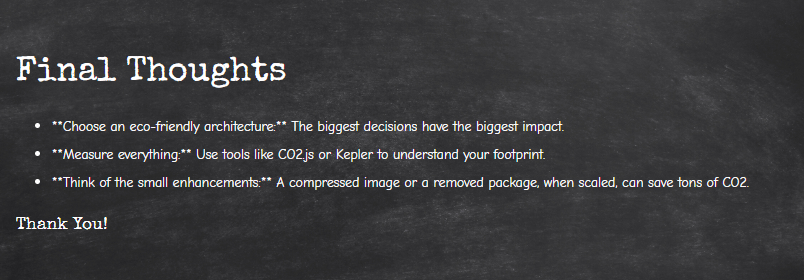 Final Thoughts
• **Choose an eco-friendly architecture:** The biggest decisions have the biggest impact.
• **Measure everything:** Use tools like CO2.js or Kepler to understand your footprint.
• **Think of the small enhancements:** A compressed image or a removed package, when scaled, can save tons of CO2.
Thank You!